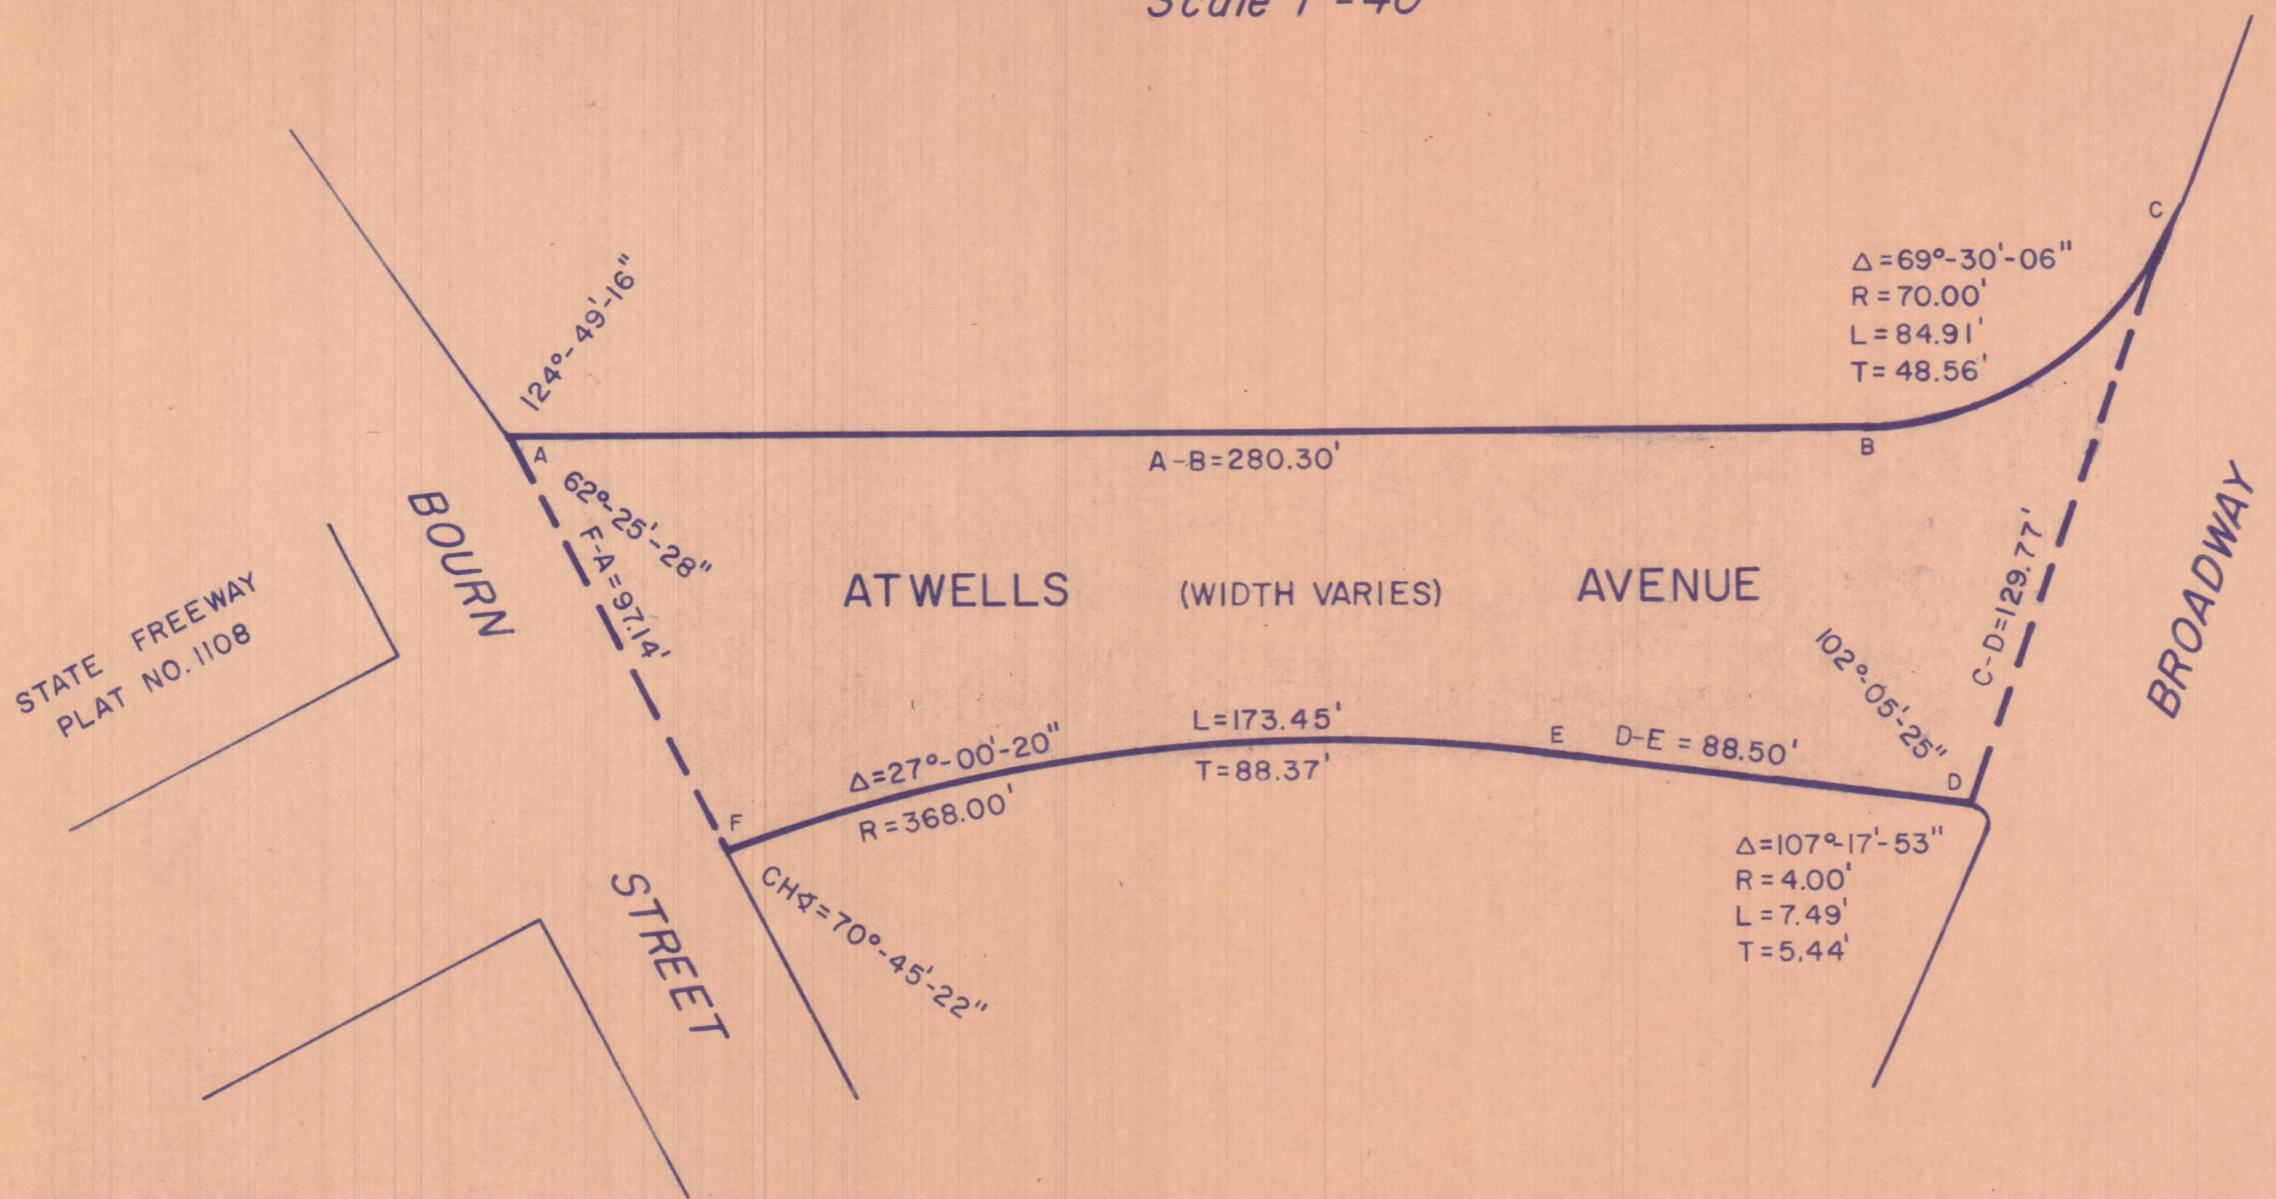 Scale 1"=40'
C
Δ=69°-30'-06"
R=70.00'
L=84.91'
T=48.56'
124°-49'-16"
A
B
A-B=280.30'
62°-25'-28"
F-A=97.14'
BOURN
STREET
STATE FREEWAY
PLAT NO. 1108
ATWELLS (WIDTH VARIES) AVENUE
C-D=129.77'
BROADWAY
102°-05'-25"
L=173.45'
T=88.37'
E
D-E = 88.50'
D
Δ=27°-00'-20"
R=368.00'
F
CH∢=70°-45'-22"
Δ=107°-17'-53"
R=4.00'
L=7.49'
T=5.44'